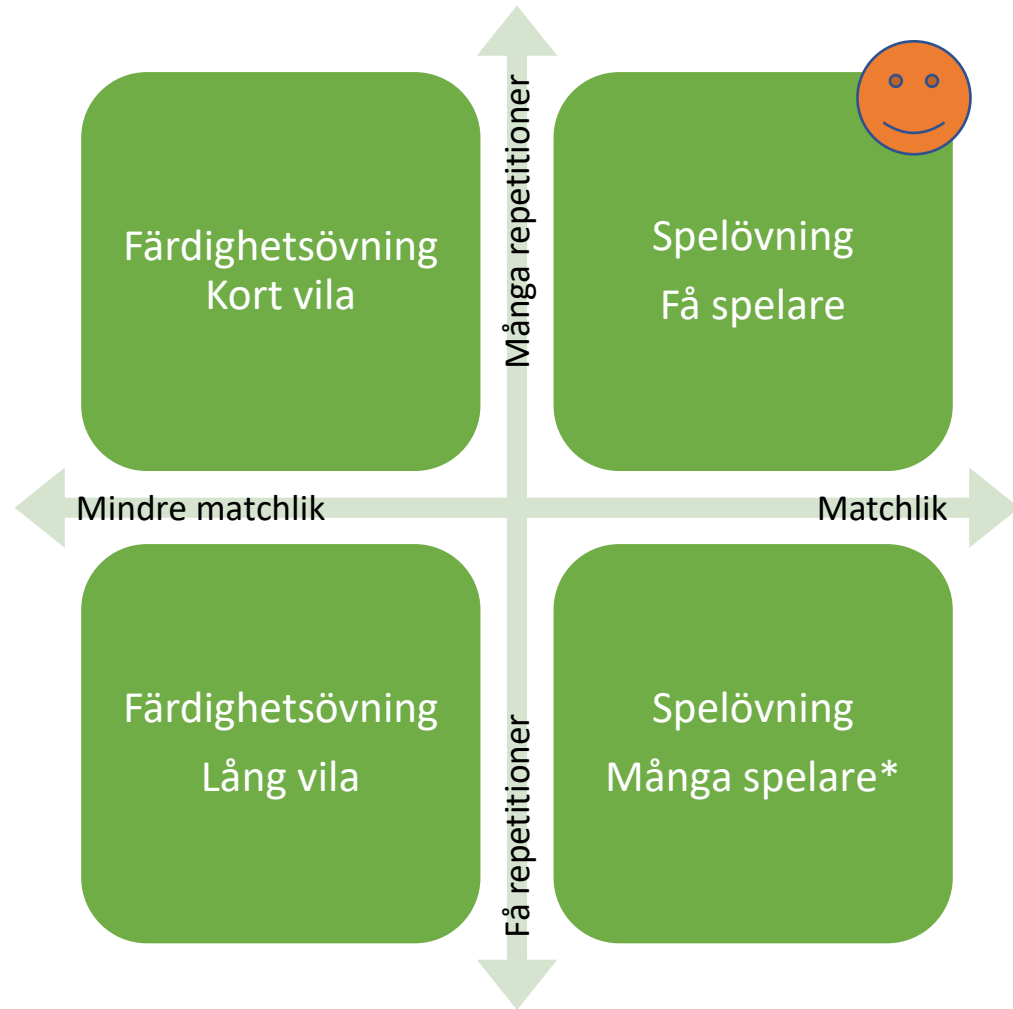 Många repetitioner
Färdighetsövning
Kort vila
Spelövning
Få spelare
Mindre matchlik
Matchlik
Färdighetsövning
Lång vila
Spelövning
Många spelare*
Få repetitioner